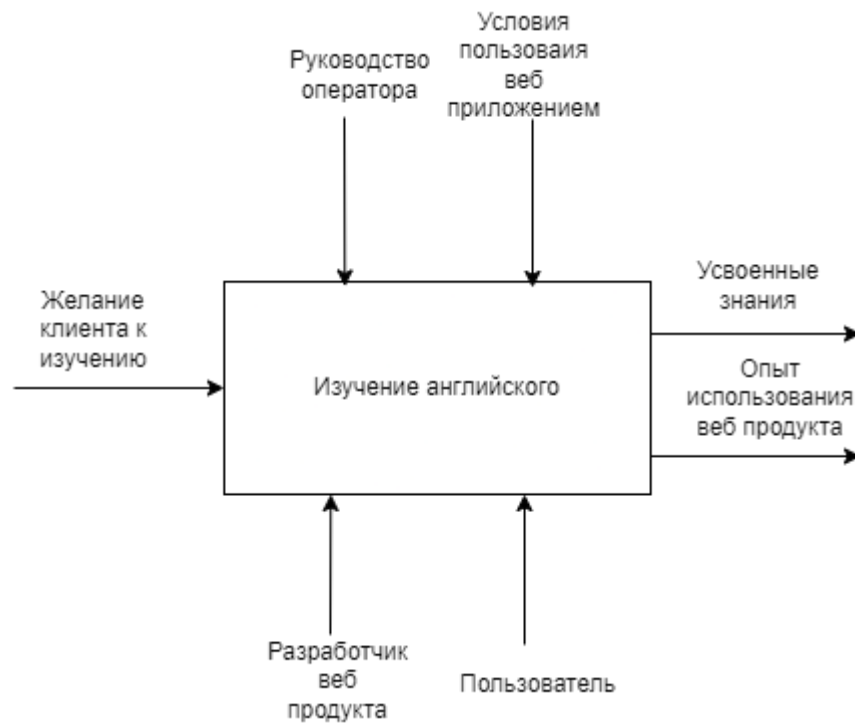 Руководство
оператора
Условия
пользоваия
веб
приложением
Желание
клиента к
изучению
Изучение английского
Усвоенные
знания
Опыт
использования
веб продукта
Разработчик
веб
продукта
Пользователь